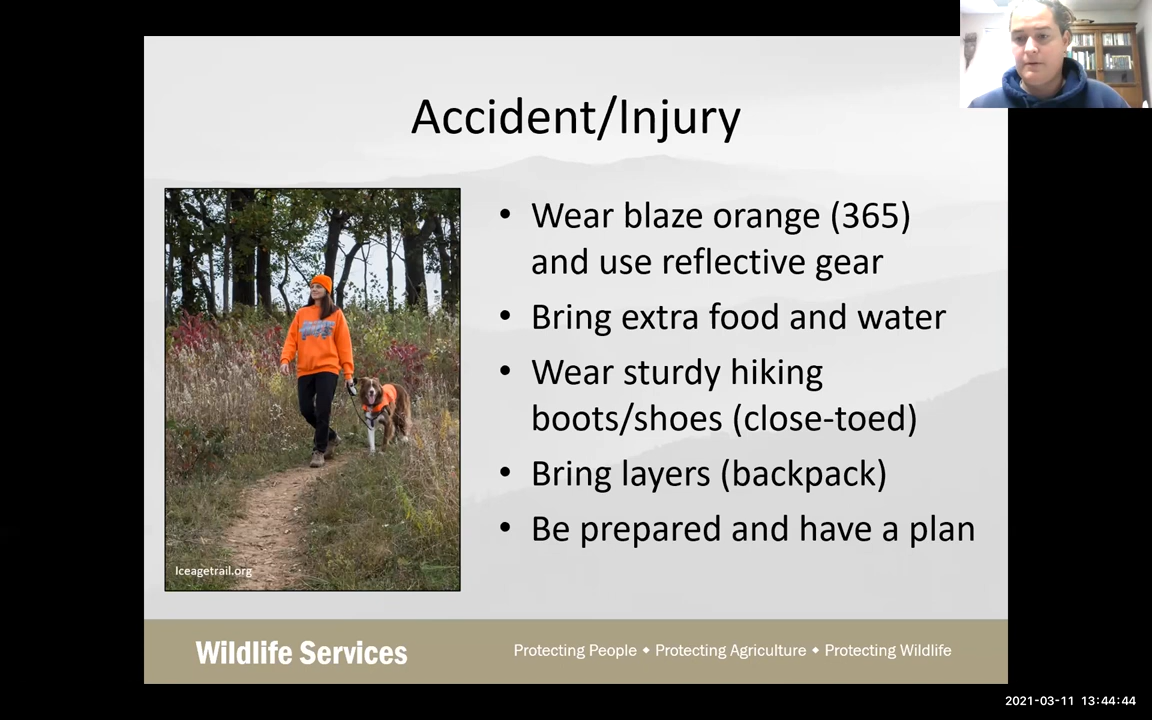 Accident/Injury
• Wear blaze orange (365)
and use reflective gear
• Bring extra food and water
• Wear sturdy hiking
boots/shoes (close-toed)
• Bring layers (backpack)
• Be prepared and have a plan
Iceagetrail.org
Wildlife Services
Protecting People • Protecting Agriculture • Protecting Wildlife
2021-03-11 13:44:44